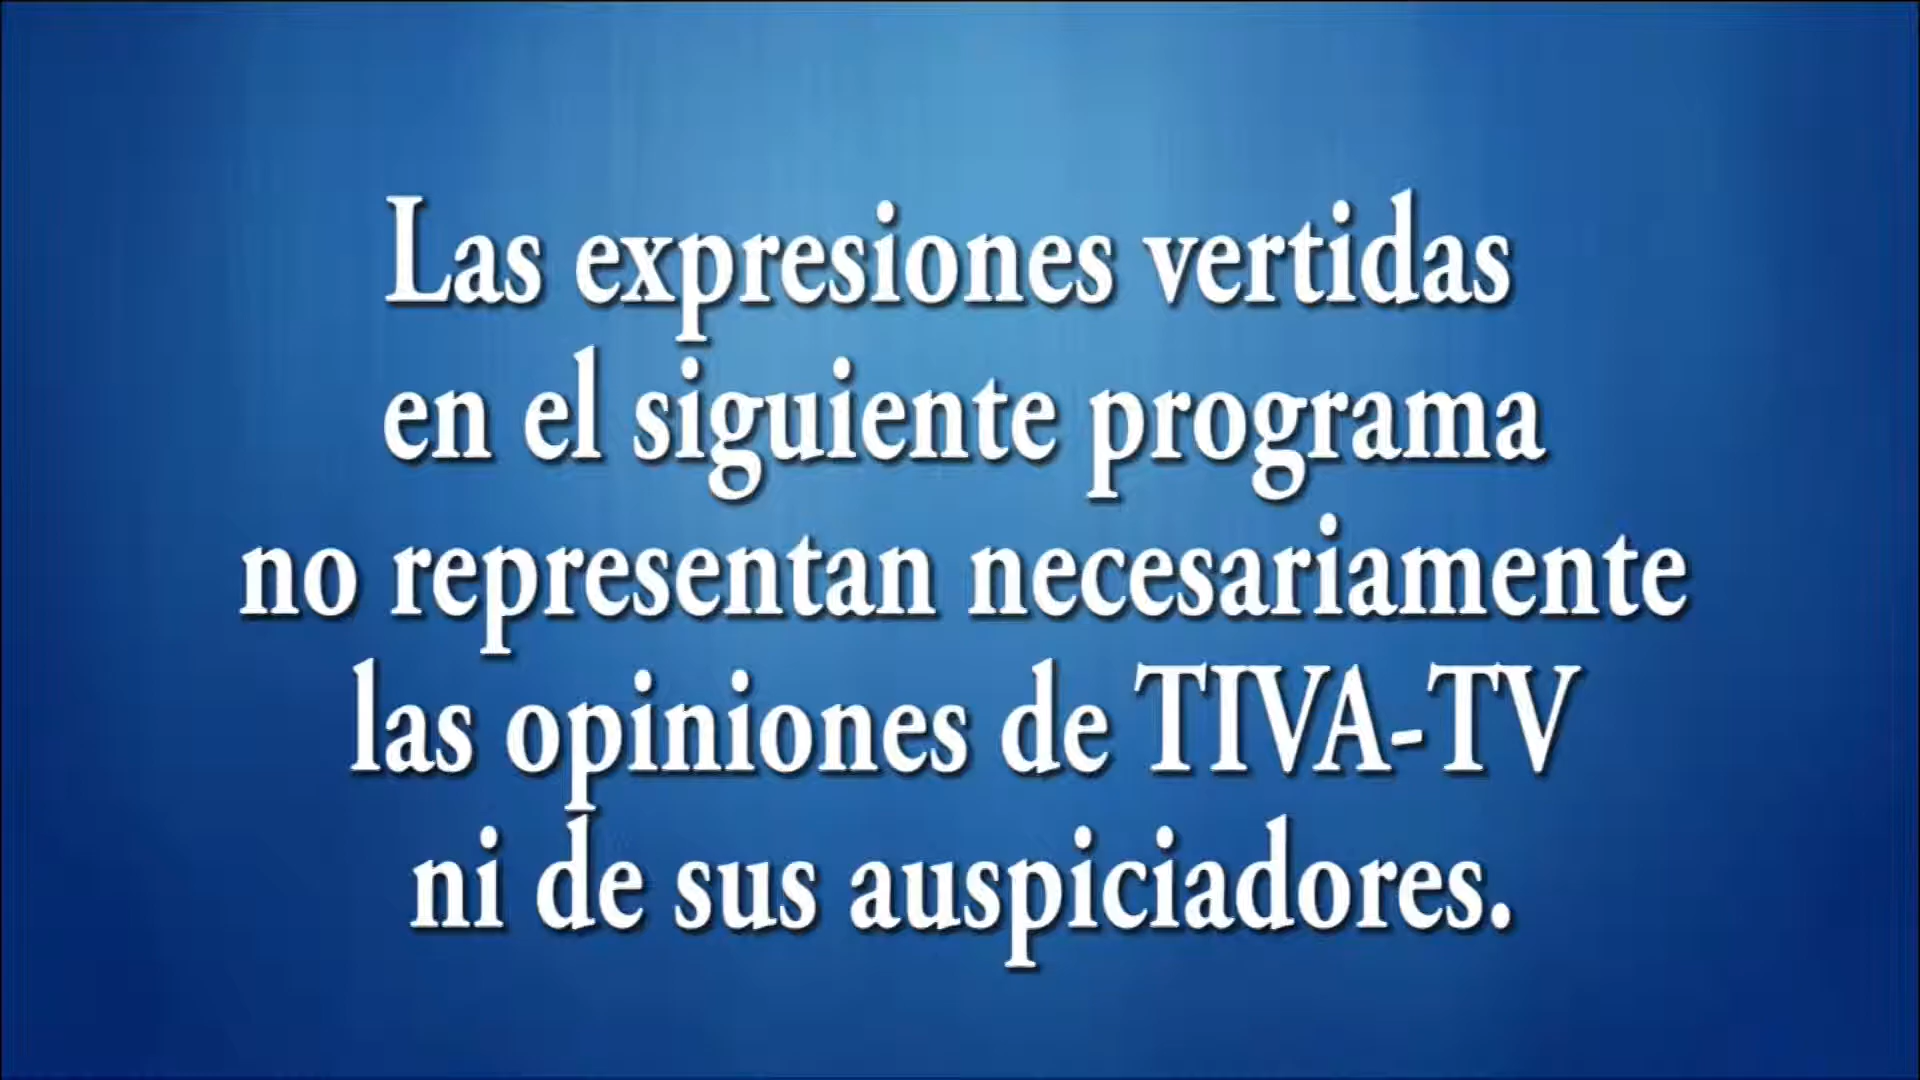 Las expresiones vertidas
en el siguiente programa
no representan necesariamente
las opiniones de TIVA-TV
ni de sus auspiciadores.